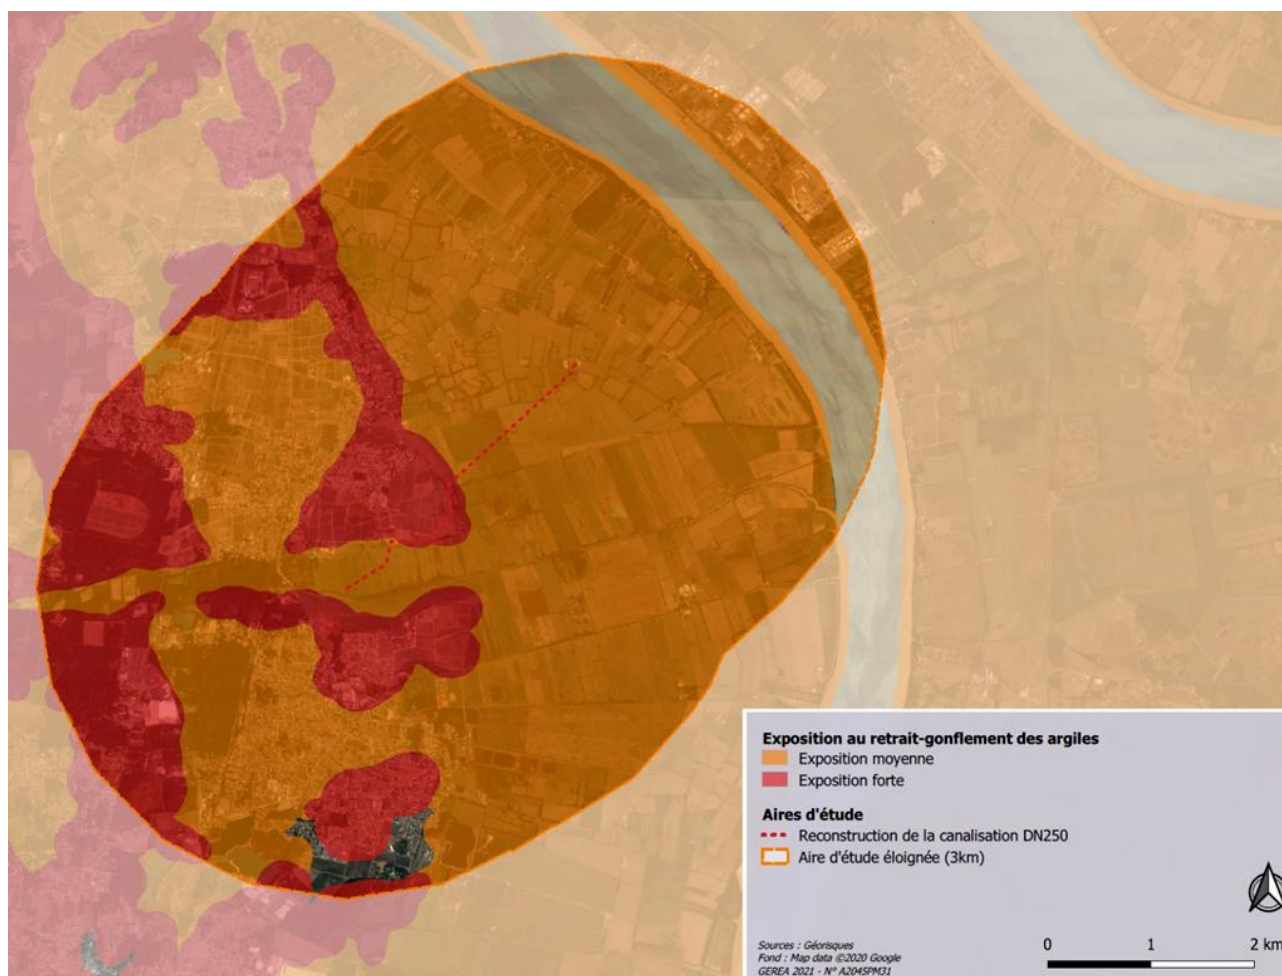 Exposition au retrait-gonflement des argiles
Exposition moyenne
Exposition forte
Aires d'étude
Reconstruction de la canalisation DN250
Aire d'étude éloignée (3km)
Sources : Géorisques
Fond : Map data ©2020 Google
GEREA 2021 - N° A2045PM31
0 1 2 km